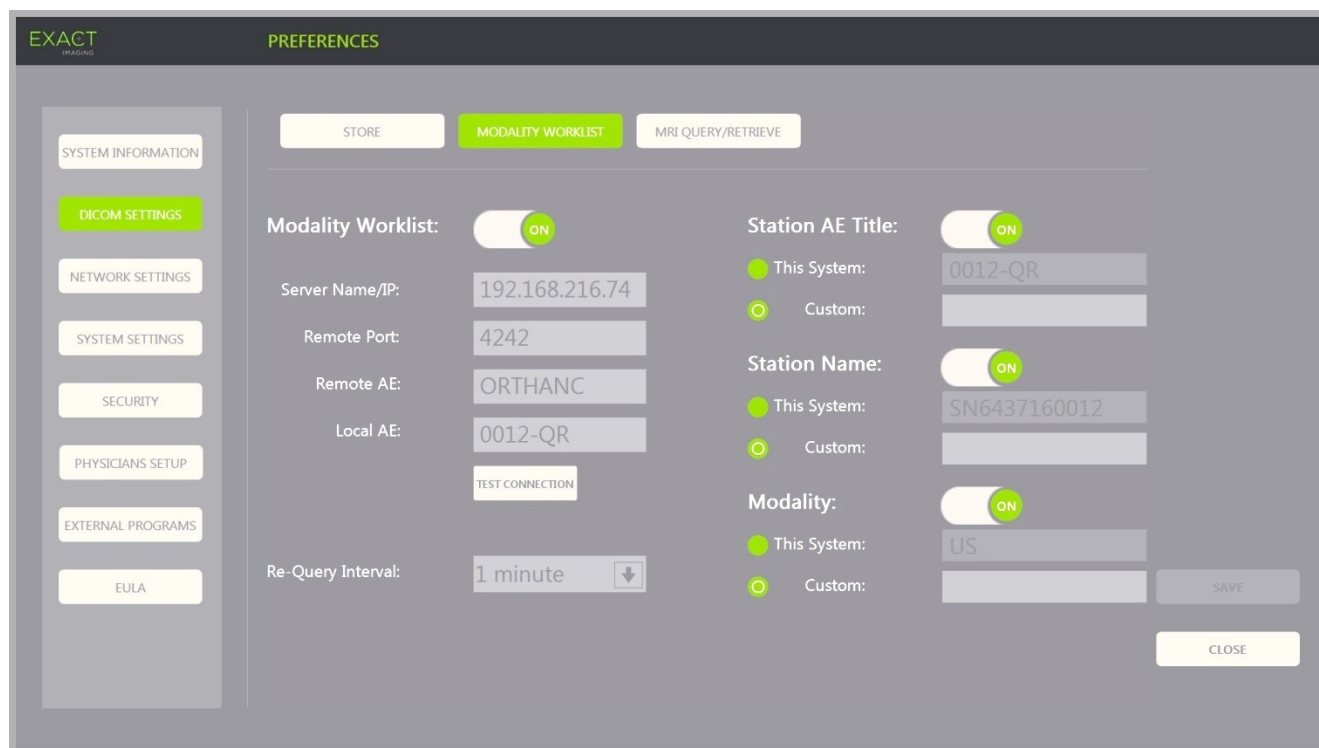 EXACT
IMAGING
PREFERENCES
STORE
MODALITY WORKLIST
MRI QUERY/RETRIEVE
SYSTEM INFORMATION
DICOM SETTINGS
NETWORK SETTINGS
SYSTEM SETTINGS
SECURITY
PHYSICIANS SETUP
EXTERNAL PROGRAMS
EULA
Modality Worklist: ON
Server Name/IP: 192.168.216.74
Remote Port: 4242
Remote AE: ORTHANC
Local AE: 0012-QR
TEST CONNECTION
Re-Query Interval: 1 minute
Station AE Title: ON
This System: 0012-QR
Custom:
Station Name: ON
This System: SN6437160012
Custom:
Modality: ON
This System: US
Custom:
SAVE
CLOSE